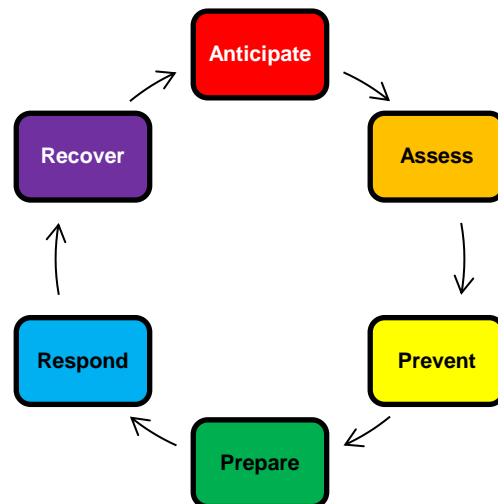 Anticipate
Assess
Prevent
Prepare
Respond
Recover